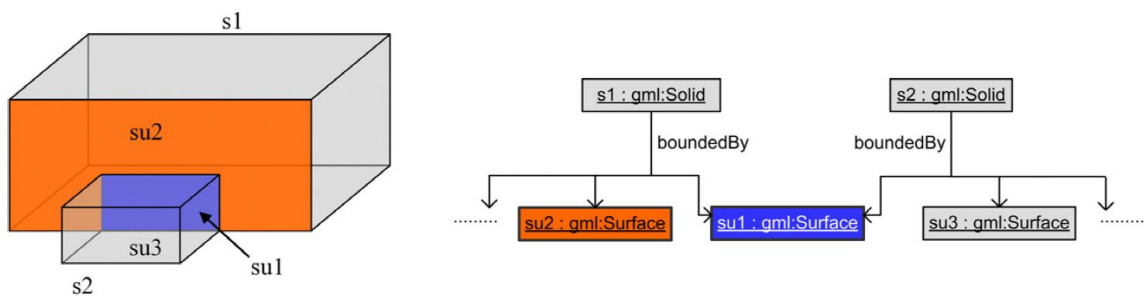 s1
su2
su3
su1
s2
s1 : gml:Solid
s2 : gml:Solid
boundedBy
boundedBy
su2 : gml:Surface
su1 : gml:Surface
su3 : gml:Surface